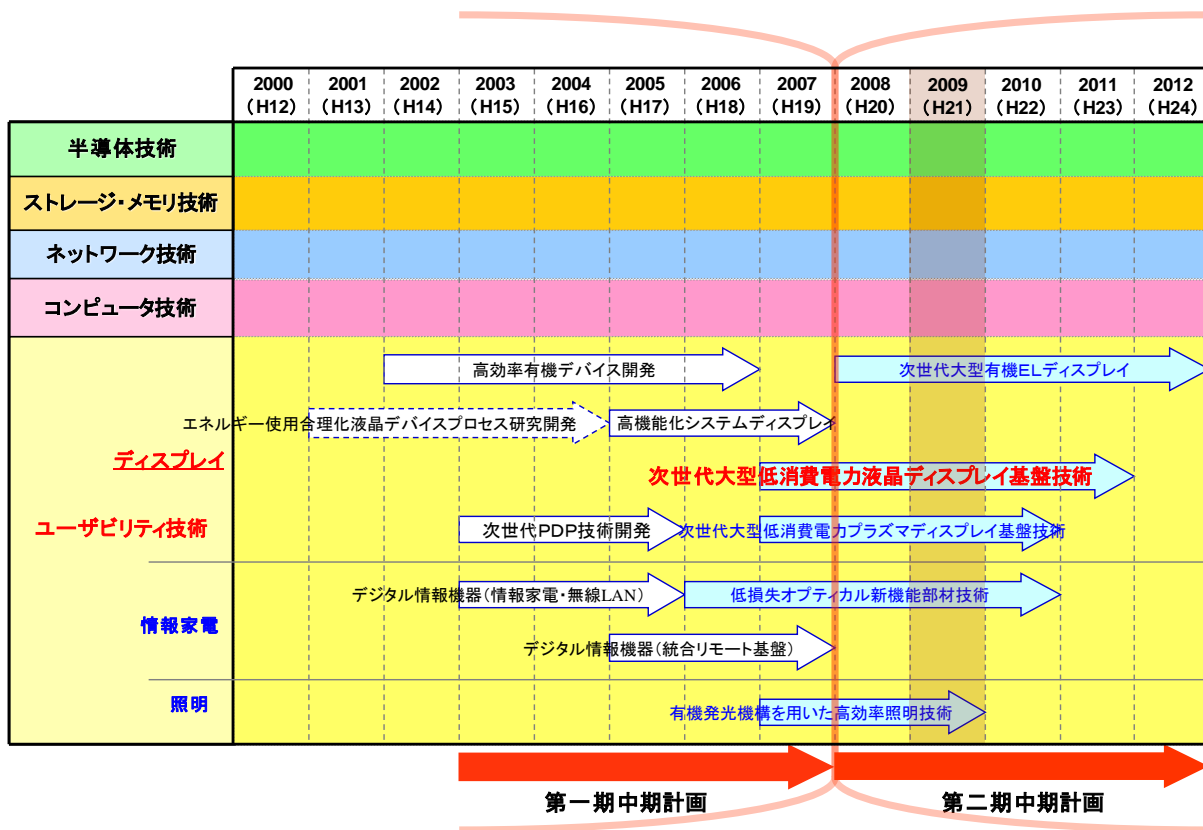 2000 2001 2002 2003 2004 2005 2006 2007 2008 2009 2010 2011 2012
(H12) (H13) (H14) (H15) (H16) (H17) (H18) (H19) (H20) (H21) (H22) (H23) (H24)
半導体技術
ストレージ・メモリ技術
ネットワーク技術
コンピュータ技術
高効率有機デバイス開発 次世代大型有機ELディスプレイ
エネルギー使用合理化液晶デバイスプロセス研究開発 高機能化システムディスプレイ
ディスプレイ
次世代大型低消費電力液晶ディスプレイ基盤技術
ユーザビリティ技術
次世代PDP技術開発 次世代大型低消費電力プラズマディスプレイ基盤技術
デジタル情報機器(情報家電・無線LAN) 低損失オプティカル新機能部材技術
情報家電
デジタル情報機器(統合リモート基盤)
照明
有機発光機構を用いた高効率照明技術
第一期中期計画 第二期中期計画